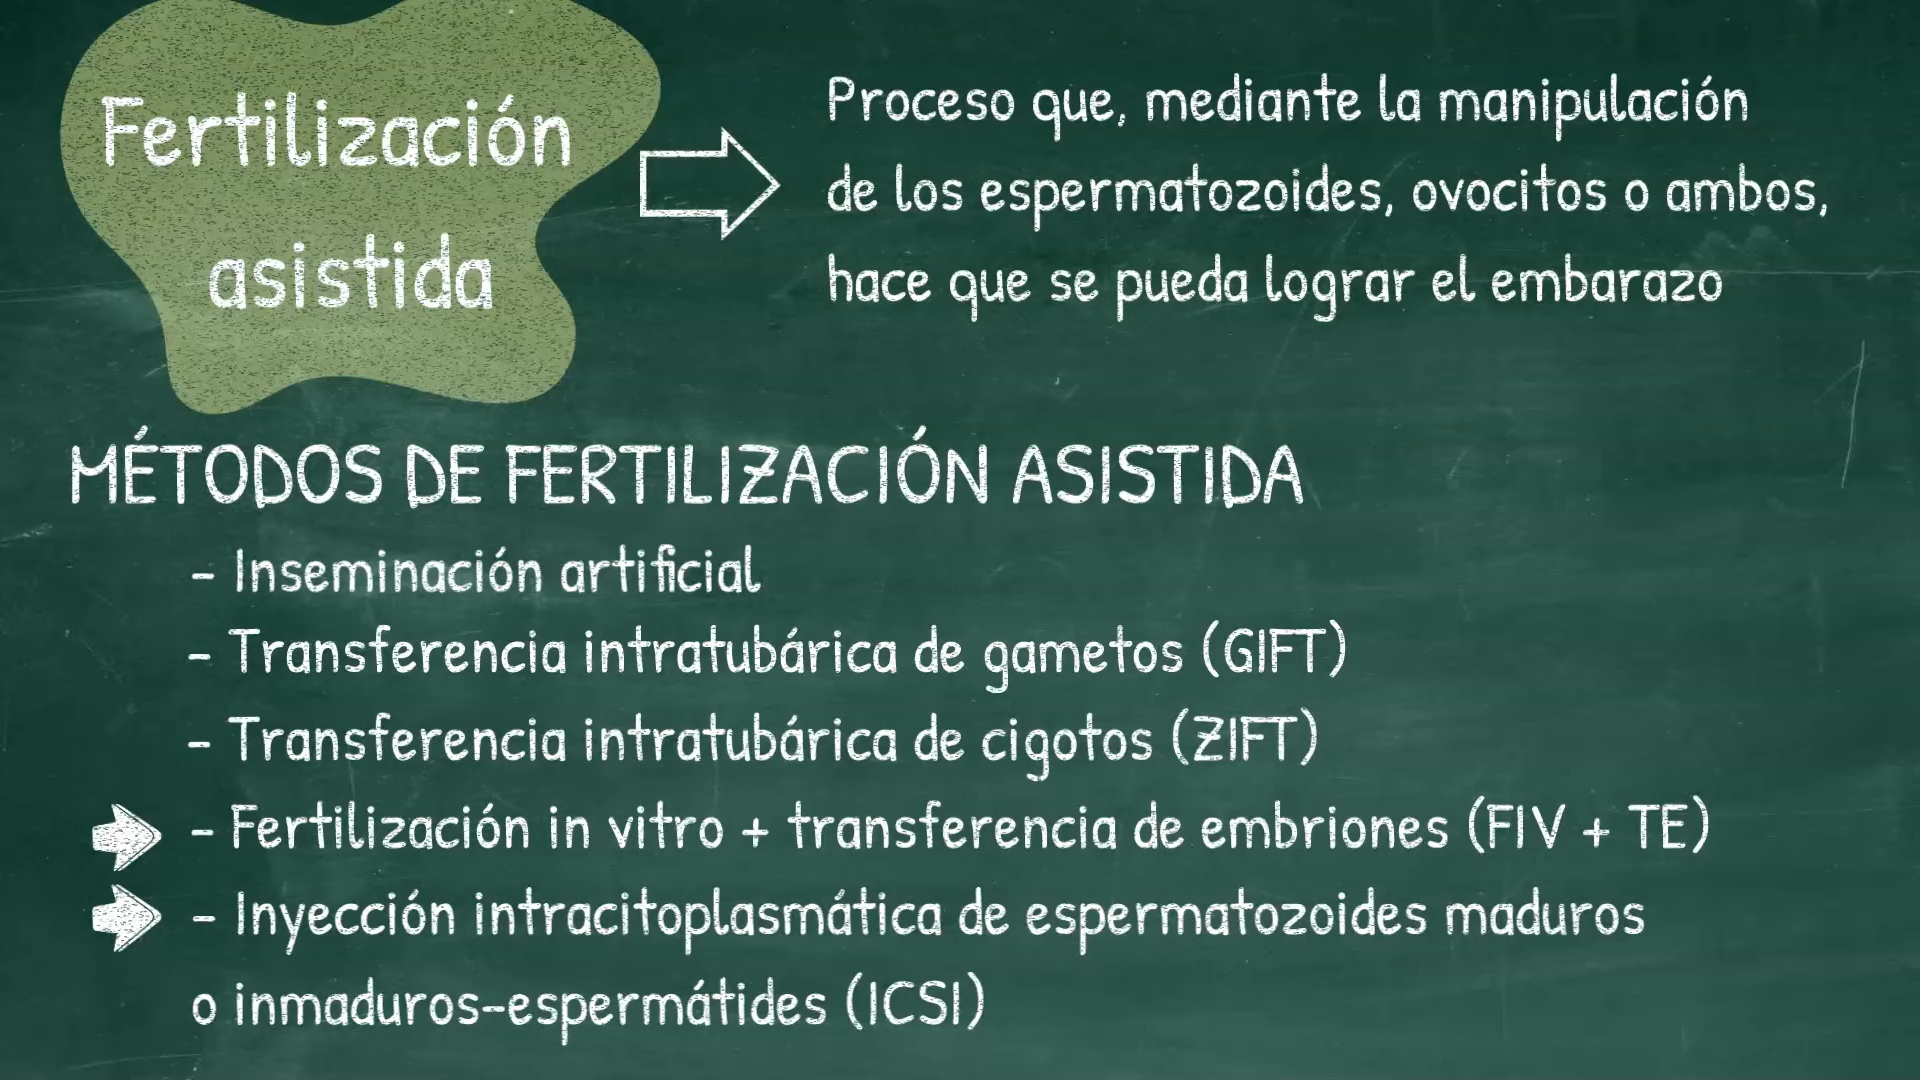 Fertilización
asistida
Proceso que, mediante la manipulación
de los espermatozoides, ovocitos o ambos,
hace que se pueda lograr el embarazo
MÉTODOS DE FERTILIZACIÓN ASISTIDA
- Inseminación artificial
- Transferencia intratubárica de gametos (GIFT)
- Transferencia intratubárica de cigotos (ZIFT)
- Fertilización in vitro + transferencia de embriones (FIV + TE)
- Inyección intracitoplasmática de espermatozoides maduros
o inmaduros-espermátides (ICSI)